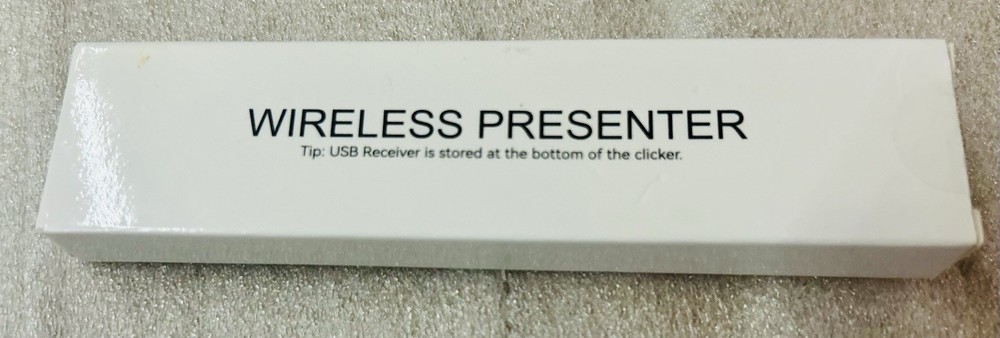 WIRELESS PRESENTER
Tip: USB Receiver is stored at the bottom of the clicker.